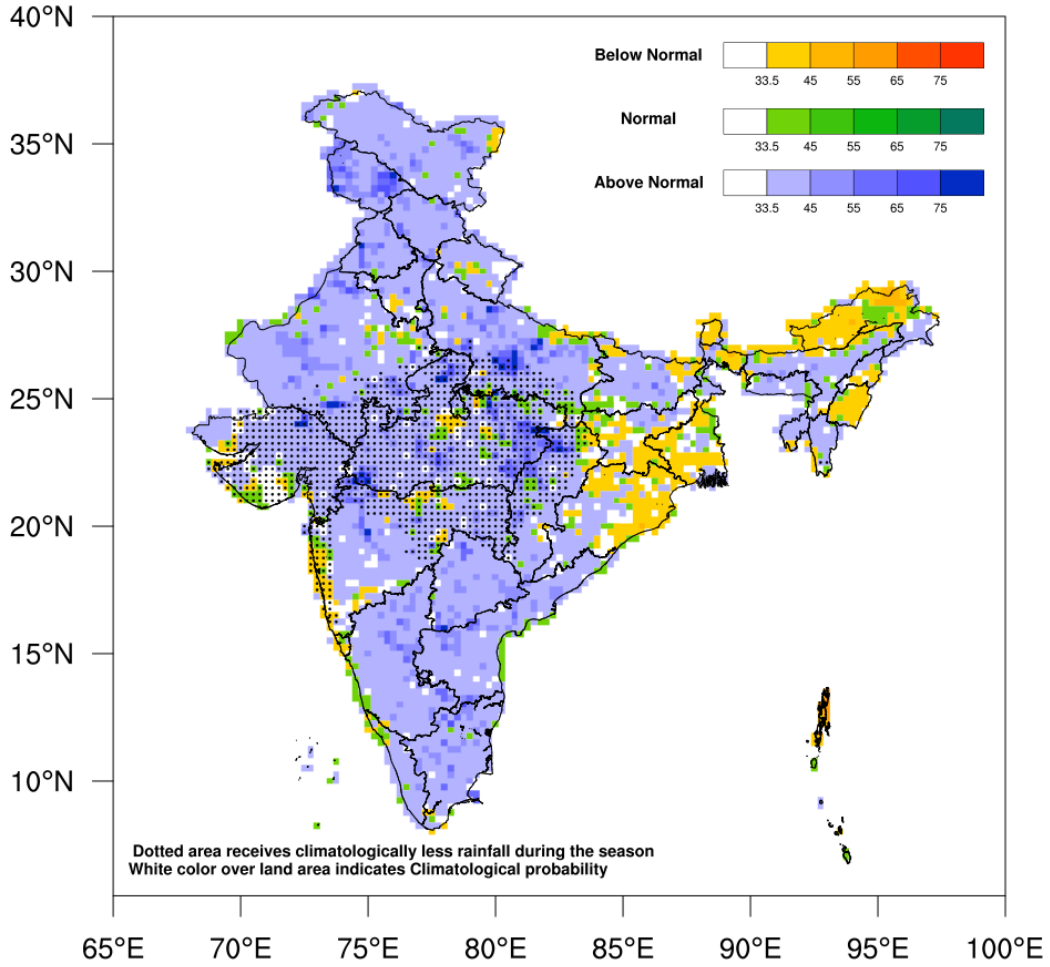 40°N
Below Normal
33.5 45 55 65 75
Normal
33.5 45 55 65 75
35°N
Above Normal
33.5 45 55 65 75
30°N
25°N
20°N
15°N
10°N
Dotted area receives climatologically less rainfall during the season
White color over land area indicates Climatological probability
65°E 70°E 75°E 80°E 85°E 90°E 95°E 100°E